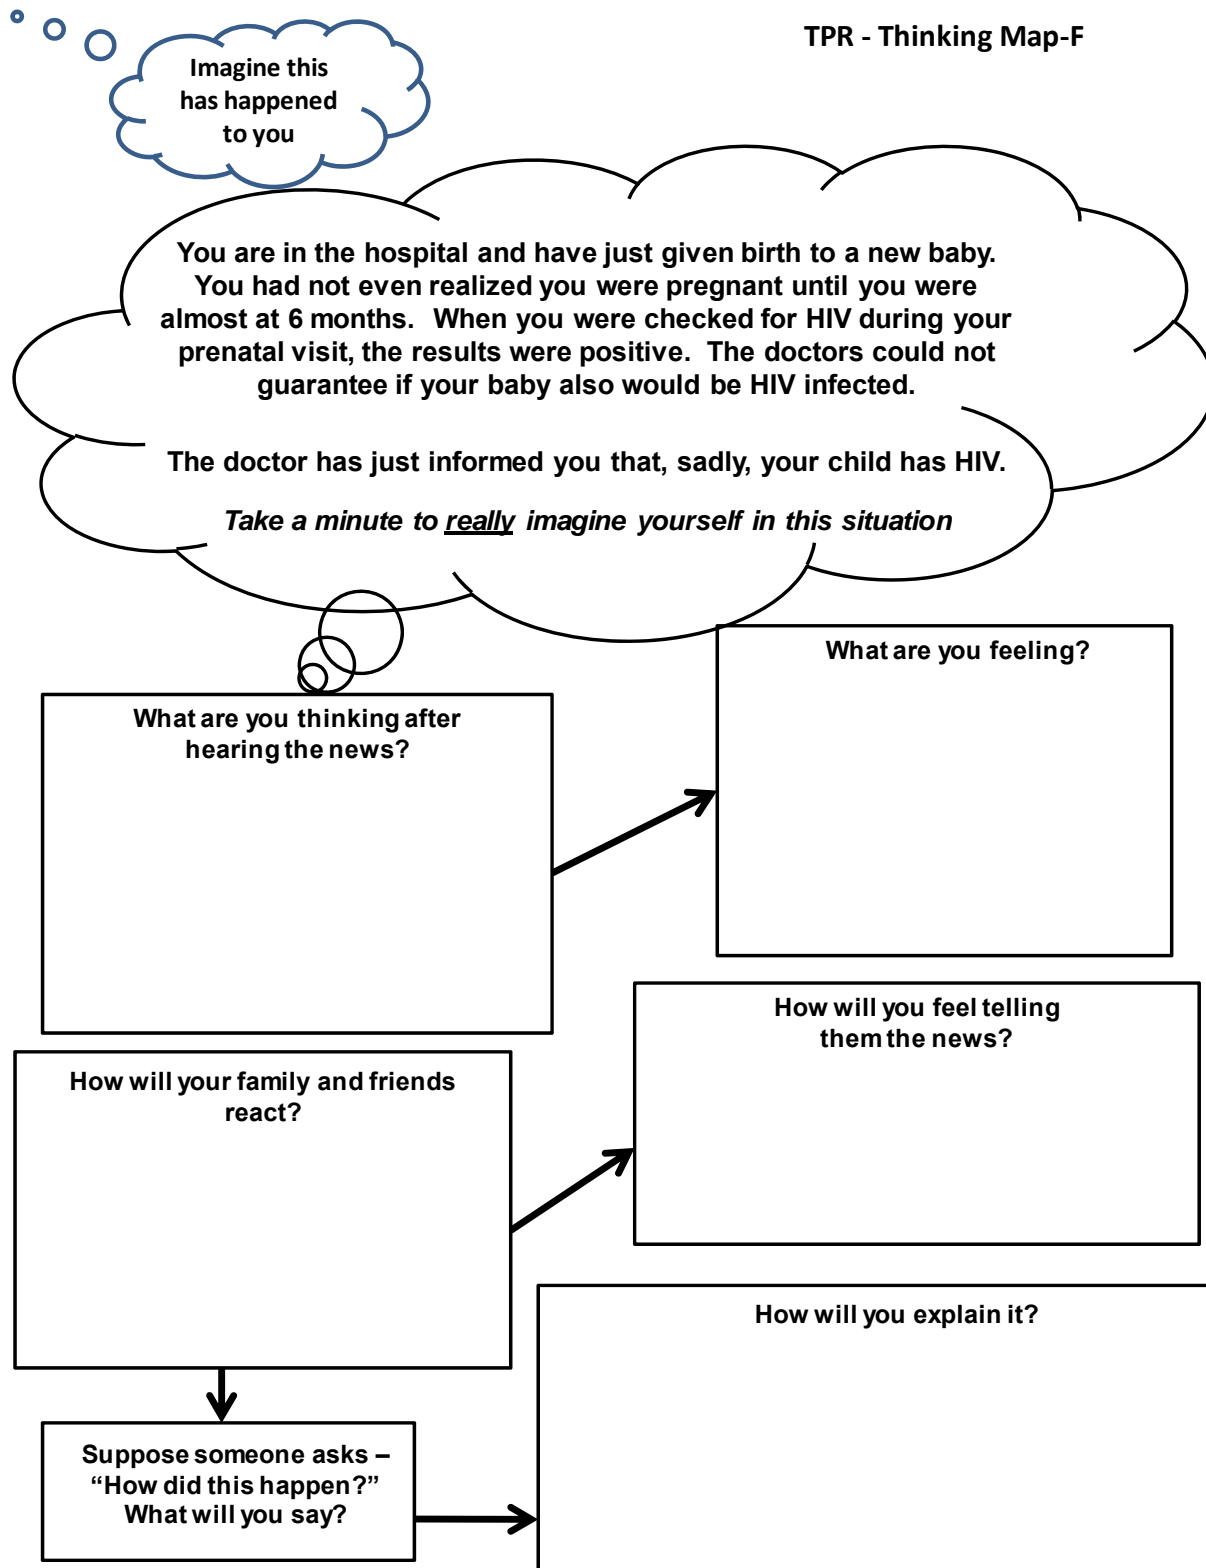 TPR - Thinking Map-F
Imagine this
has happened
to you
You are in the hospital and have just given birth to a new baby.
You had not even realized you were pregnant until you were
almost at 6 months.  When you were checked for HIV during your
prenatal visit, the results were positive.  The doctors could not
guarantee if your baby also would be HIV infected.
The doctor has just informed you that, sadly, your child has HIV.
Take a minute to really imagine yourself in this situation
What are you thinking after
hearing the news?
What are you feeling?
How will your family and friends
react?
How will you feel telling
them the news?
Suppose someone asks –
“How did this happen?”
What will you say?
How will you explain it?